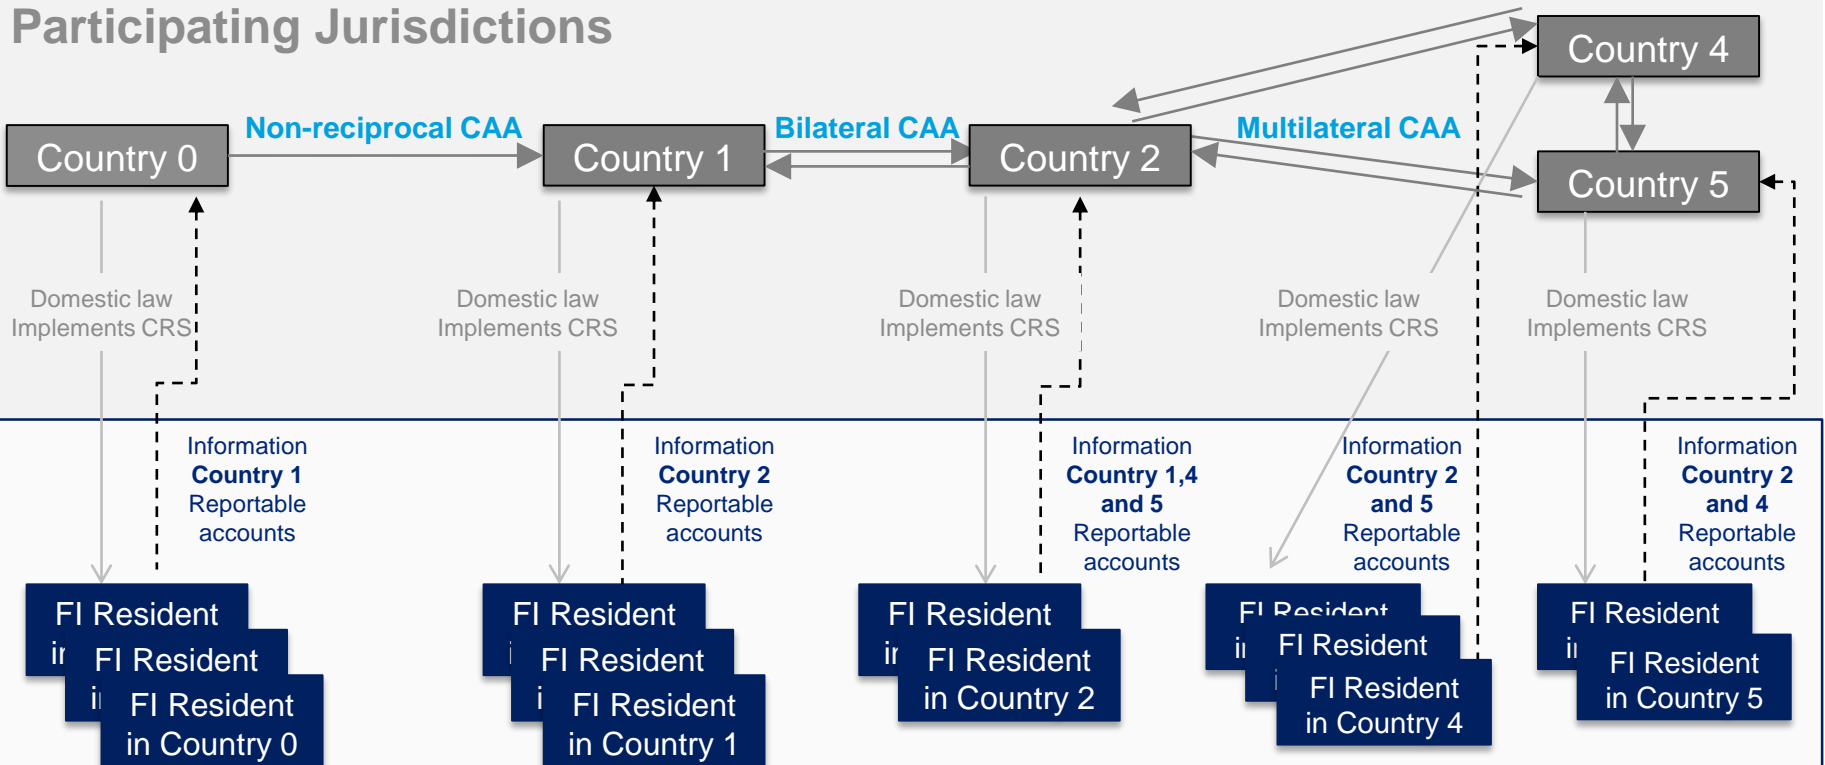 Participating Jurisdictions
Non-reciprocal CAA
Bilateral CAA
Multilateral CAA
Country 0
Country 1
Country 2
Country 4
Country 5
Domestic law
Implements CRS
Domestic law
Implements CRS
Domestic law
Implements CRS
Domestic law
Implements CRS
Domestic law
Implements CRS
Information
Country 1
Reportable
accounts
Information
Country 2
Reportable
accounts
Information
Country 1,4
and 5
Reportable
accounts
Information
Country 2
and 5
Reportable
accounts
Information
Country 2
and 4
Reportable
accounts
FI Resident
FI Resident
FI Resident
in Country 0
FI Resident
FI Resident
FI Resident
in Country 1
FI Resident
FI Resident
in Country 2
FI Resident
FI Resident
FI Resident
in Country 4
FI Resident
FI Resident
in Country 5